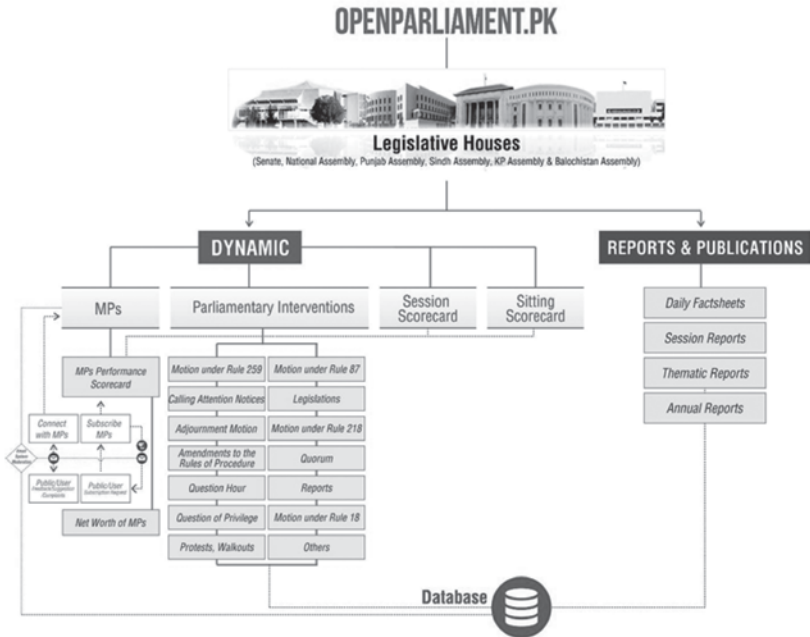 OPENPARLIAMENT.PK
Legislative Houses
(Senate, National Assembly, Punjab Assembly, Sindh Assembly, KP Assembly & Balochistan Assembly)
DYNAMIC
REPORTS & PUBLICATIONS
MPs
Parliamentary Interventions
Session
Scorecard
Sitting
Scorecard
MPs Performance
Scorecard
Connect
with MPs
Subscribe
MPs
Public/User
Public/User
Subscription Request
Net Worth of MPs
Motion under Rule 259
Calling Attention Notices
Adjournment Motion
Amendments to the
Rules of Procedure
Question Hour
Question of Privilege
Protests, Walkouts
Motion under Rule 87
Legislations
Motion under Rule 218
Quorum
Reports
Motion under Rule 18
Others
Daily Factsheets
Session Reports
Thematic Reports
Annual Reports
Database